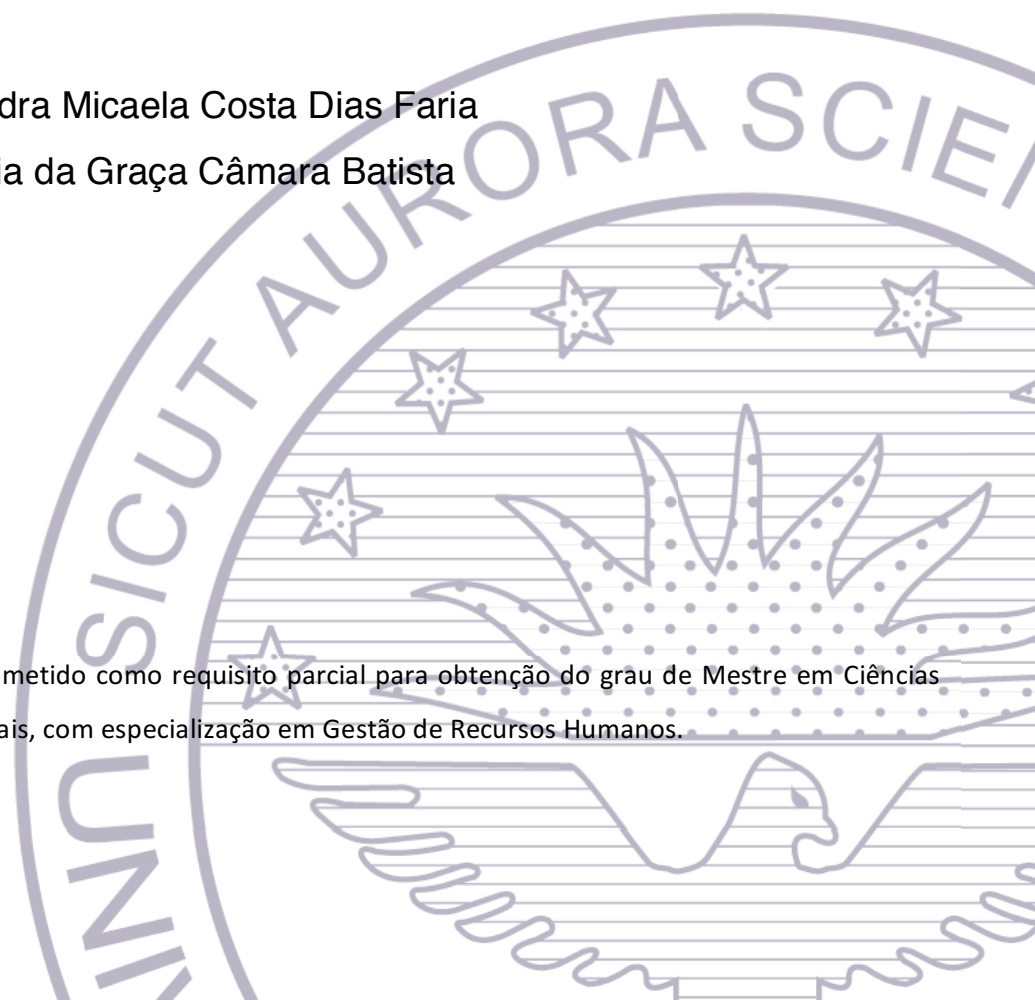 dra Micaela Costa Dias Faria
ia da Graça Câmara Batista
SICUT AURORA SCIE
metido como requisito parcial para obtenção do grau de Mestre em Ciências
ais, com especialização em Gestão de Recursos Humanos.
UNI